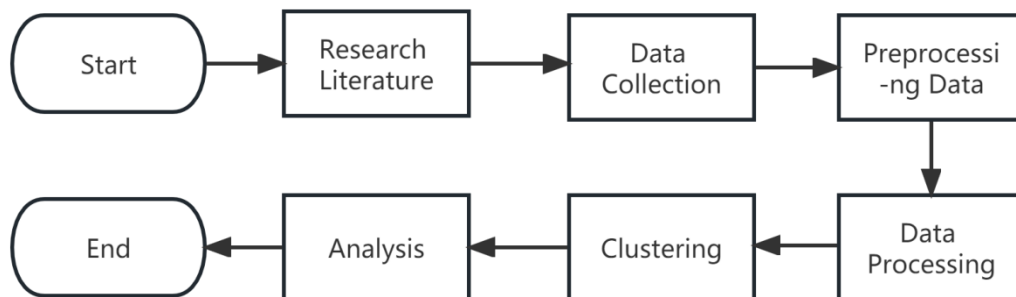 Start
Research
Literature
Data
Collection
Preprocessi
-ng Data
Data
Processing
Clustering
Analysis
End